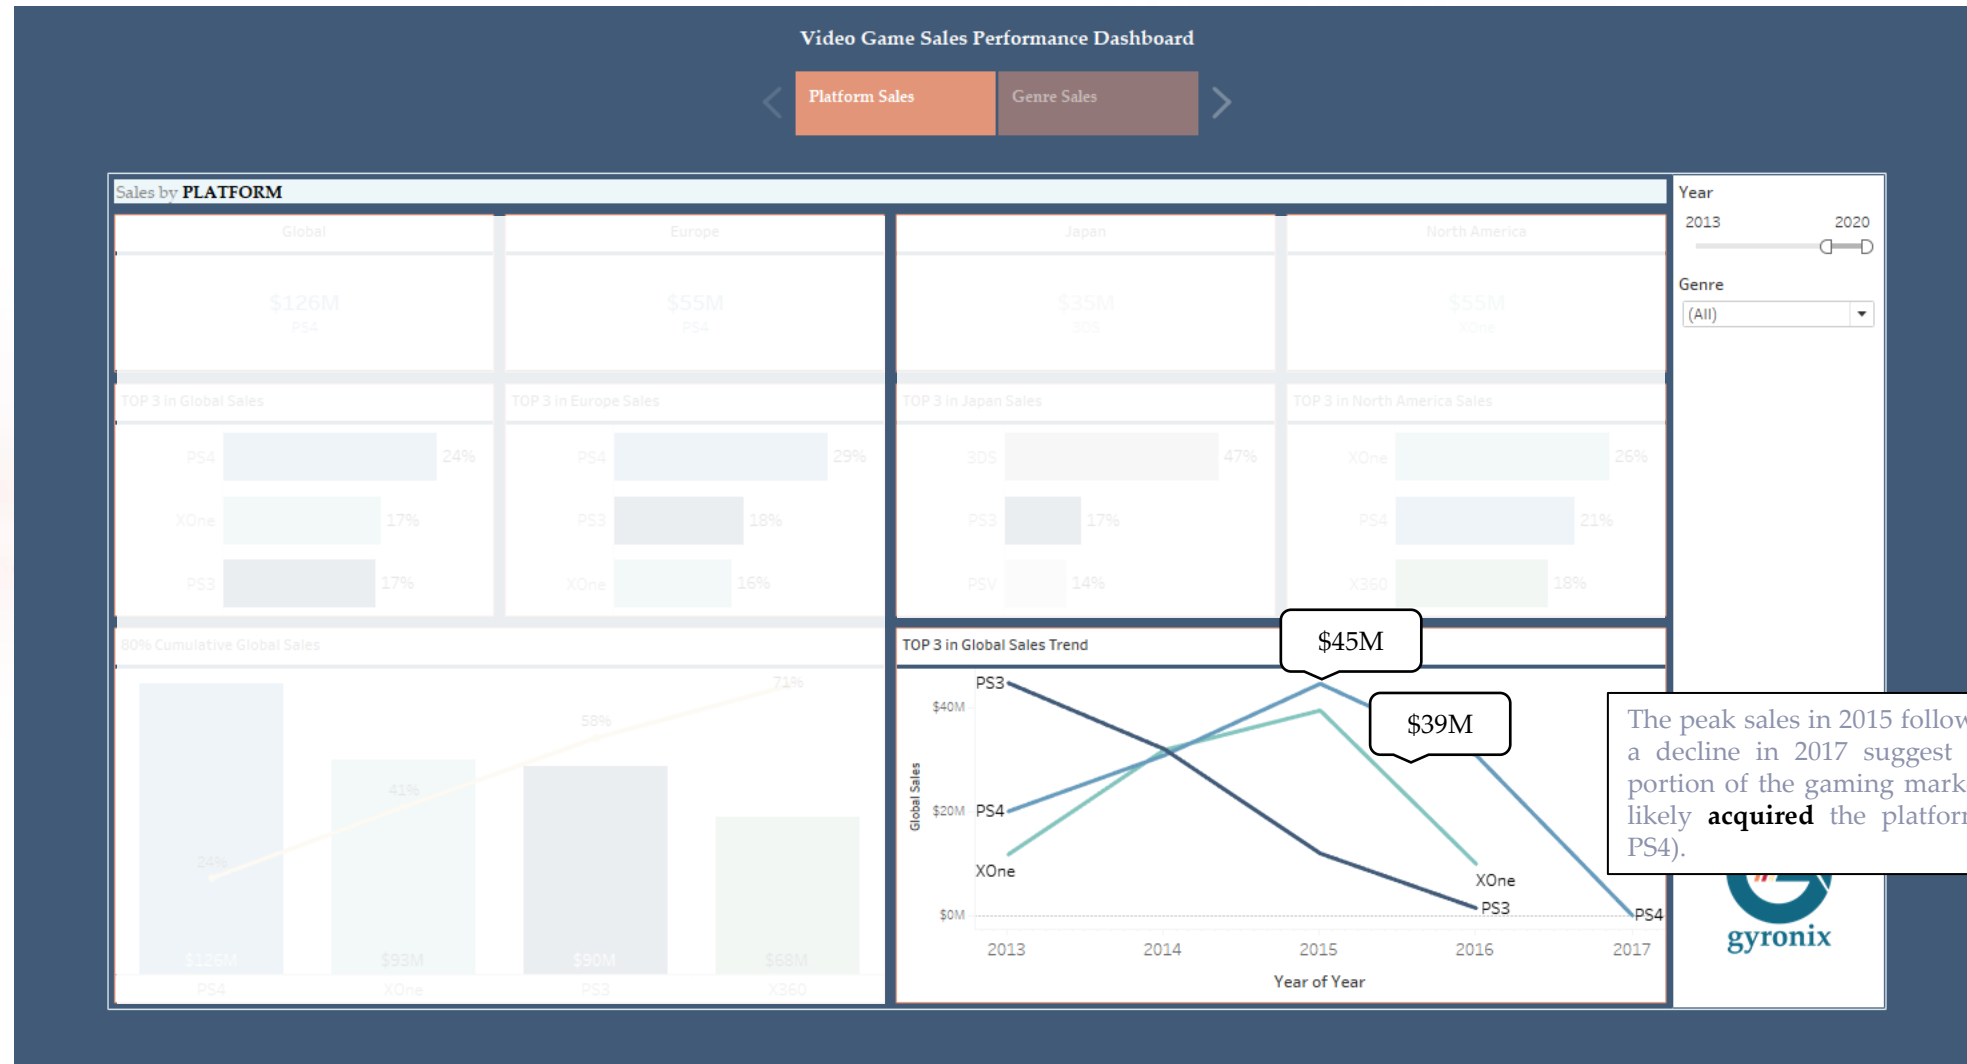 Video Game Sales Performance Dashboard
Platform Sales
Genre Sales
Sales by PLATFORM
Global
Europe
Japan
North America
$126M
PS4
$55M
PS4
$35M
3DS
$55M
XOne
TOP 3 in Global Sales
TOP 3 in Europe Sales
TOP 3 in Japan Sales
TOP 3 in North America Sales
PS4 24%
XOne 17%
PS3 17%
PS4 29%
PS3 18%
XOne 16%
3DS 47%
PS3 17%
PSV 14%
XOne 26%
PS4 21%
X360 18%
80% Cumulative Global Sales
71%
58%
41%
24%
$126M
$93M
$90M
$68M
PS4
XOne
PS3
X360
TOP 3 in Global Sales Trend
$45M
$39M
PS3
$40M
Global Sales
$20M
PS4
XOne
$0M
XOne
PS3
PS4
2013
2014
2015
2016
2017
Year of Year
Year
2013
2020
Genre
(All)
The peak sales in 2015 follow
a decline in 2017 suggest
portion of the gaming mark
likely acquired the platfor
PS4).
gyronix